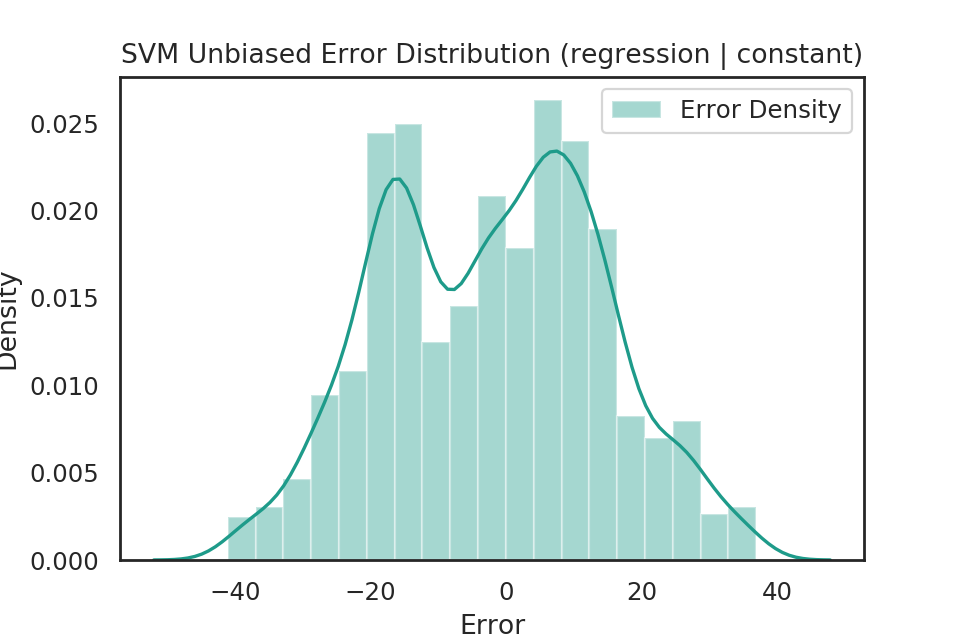 SVM Unbiased Error Distribution (regression | constant)
Error Density
Density
0.025
0.020
0.015
0.010
0.005
0.000
−40
−20
0
20
40
Error